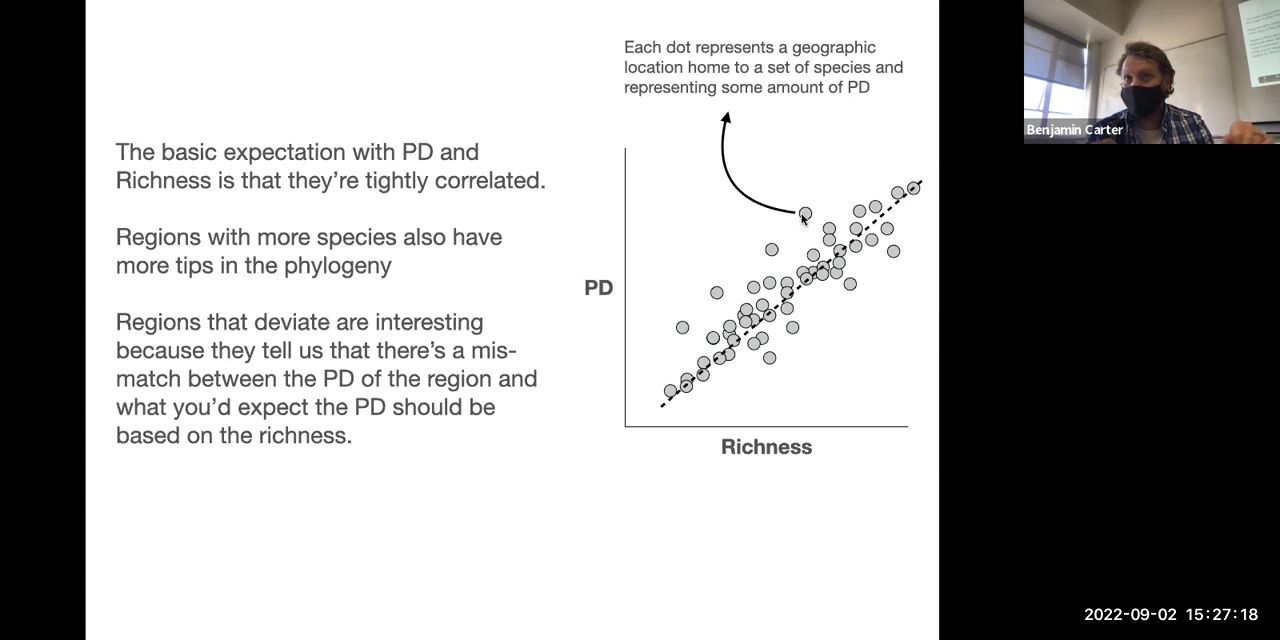 Each dot represents a geographic
location home to a set of species and
representing some amount of PD
The basic expectation with PD and
Richness is that they're tightly correlated.
Regions with more species also have
more tips in the phylogeny
Regions that deviate are interesting
because they tell us that there's a mis-
match between the PD of the region and
what you'd expect the PD should be
based on the richness.
PD
Richness
Benjamin Carter
2022-09-02 15:27:18